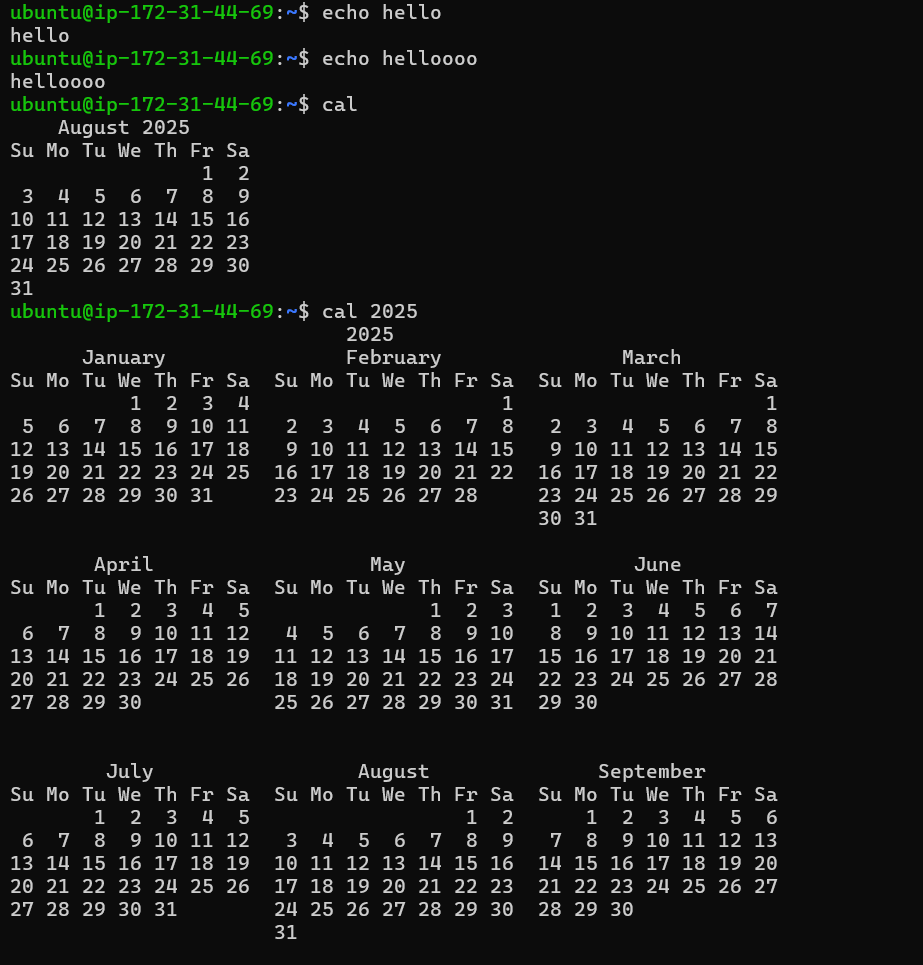 ubuntu@ip-172-31-44-69:~$ echo hello
hello
ubuntu@ip-172-31-44-69:~$ echo helloooo
helloooo
ubuntu@ip-172-31-44-69:~$ cal
    August 2025
Su Mo Tu We Th Fr Sa
                1  2
 3  4  5  6  7  8  9
10 11 12 13 14 15 16
17 18 19 20 21 22 23
24 25 26 27 28 29 30
31
ubuntu@ip-172-31-44-69:~$ cal 2025
                            2025
      January               February               March
Su Mo Tu We Th Fr Sa  Su Mo Tu We Th Fr Sa  Su Mo Tu We Th Fr Sa
          1  2  3  4                     1                     1
 5  6  7  8  9 10 11   2  3  4  5  6  7  8   2  3  4  5  6  7  8
12 13 14 15 16 17 18   9 10 11 12 13 14 15   9 10 11 12 13 14 15
19 20 21 22 23 24 25  16 17 18 19 20 21 22  16 17 18 19 20 21 22
26 27 28 29 30 31     23 24 25 26 27 28     23 24 25 26 27 28 29
                                            30 31
       April                  May                   June
Su Mo Tu We Th Fr Sa  Su Mo Tu We Th Fr Sa  Su Mo Tu We Th Fr Sa
       1  2  3  4  5               1  2  3   1  2  3  4  5  6  7
 6  7  8  9 10 11 12   4  5  6  7  8  9 10   8  9 10 11 12 13 14
13 14 15 16 17 18 19  11 12 13 14 15 16 17  15 16 17 18 19 20 21
20 21 22 23 24 25 26  18 19 20 21 22 23 24  22 23 24 25 26 27 28
27 28 29 30           25 26 27 28 29 30 31  29 30
        July                 August              September
Su Mo Tu We Th Fr Sa  Su Mo Tu We Th Fr Sa  Su Mo Tu We Th Fr Sa
       1  2  3  4  5                  1  2      1  2  3  4  5  6
 6  7  8  9 10 11 12   3  4  5  6  7  8  9   7  8  9 10 11 12 13
13 14 15 16 17 18 19  10 11 12 13 14 15 16  14 15 16 17 18 19 20
20 21 22 23 24 25 26  17 18 19 20 21 22 23  21 22 23 24 25 26 27
27 28 29 30 31        24 25 26 27 28 29 30  28 29 30
                      31